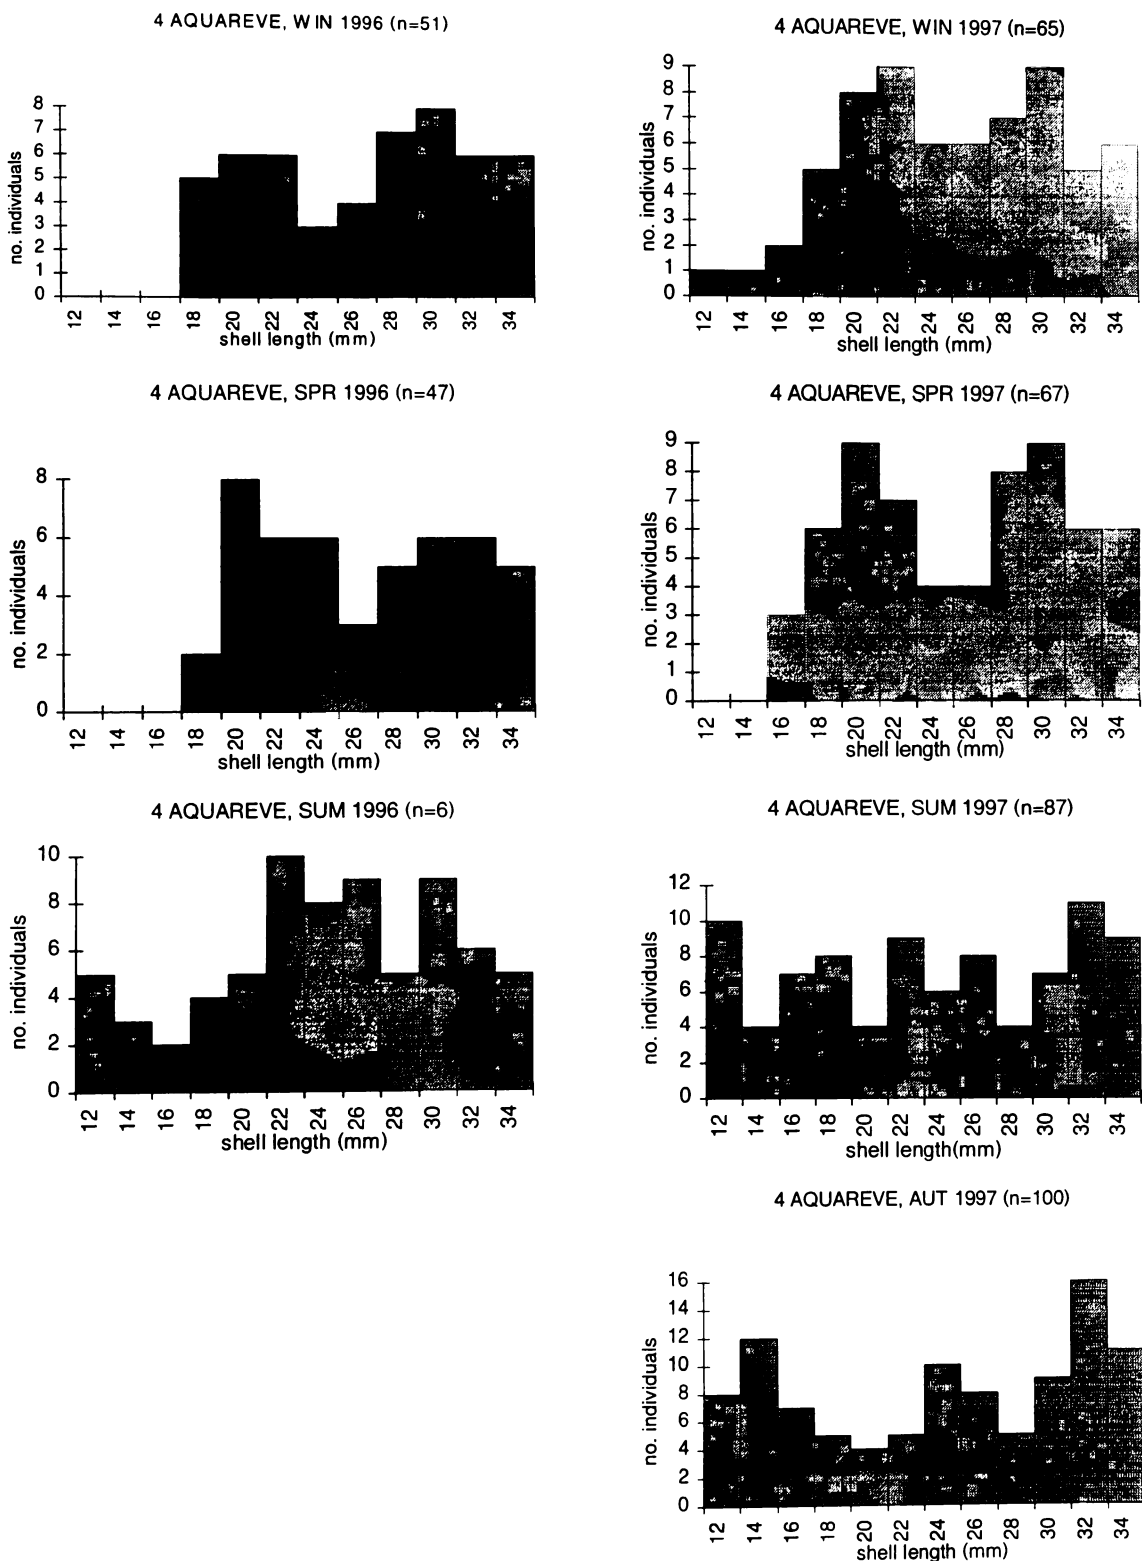 4 AQUAREVE, WIN 1996 (n=51)
no. individuals
8
7
6
5
4
3
2
1
0
12 14 16 18 20 22 24 26 28 30 32 34
shell length (mm)
4 AQUAREVE, WIN 1997 (n=65)
no. individuals
9
8
7
6
5
4
3
2
1
0
12 14 16 18 20 22 24 26 28 30 32 34
shell length (mm)
4 AQUAREVE, SPR 1996 (n=47)
no. individuals
8
6
4
2
0
12 14 16 18 20 22 24 26 28 30 32 34
shell length (mm)
4 AQUAREVE, SPR 1997 (n=67)
no. individuals
9
8
7
6
5
4
3
2
1
0
12 14 16 18 20 22 24 26 28 30 32 34
shell length (mm)
4 AQUAREVE, SUM 1996 (n=6)
no. individuals
10
8
6
4
2
0
12 14 16 18 20 22 24 26 28 30 32 34
shell length (mm)
4 AQUAREVE, SUM 1997 (n=87)
no. individuals
12
10
8
6
4
2
0
12 14 16 18 20 22 24 26 28 30 32 34
shell length(mm)
4 AQUAREVE, AUT 1997 (n=100)
no. individuals
16
14
12
10
8
6
4
2
0
12 14 16 18 20 22 24 26 28 30 32 34
shell length (mm)